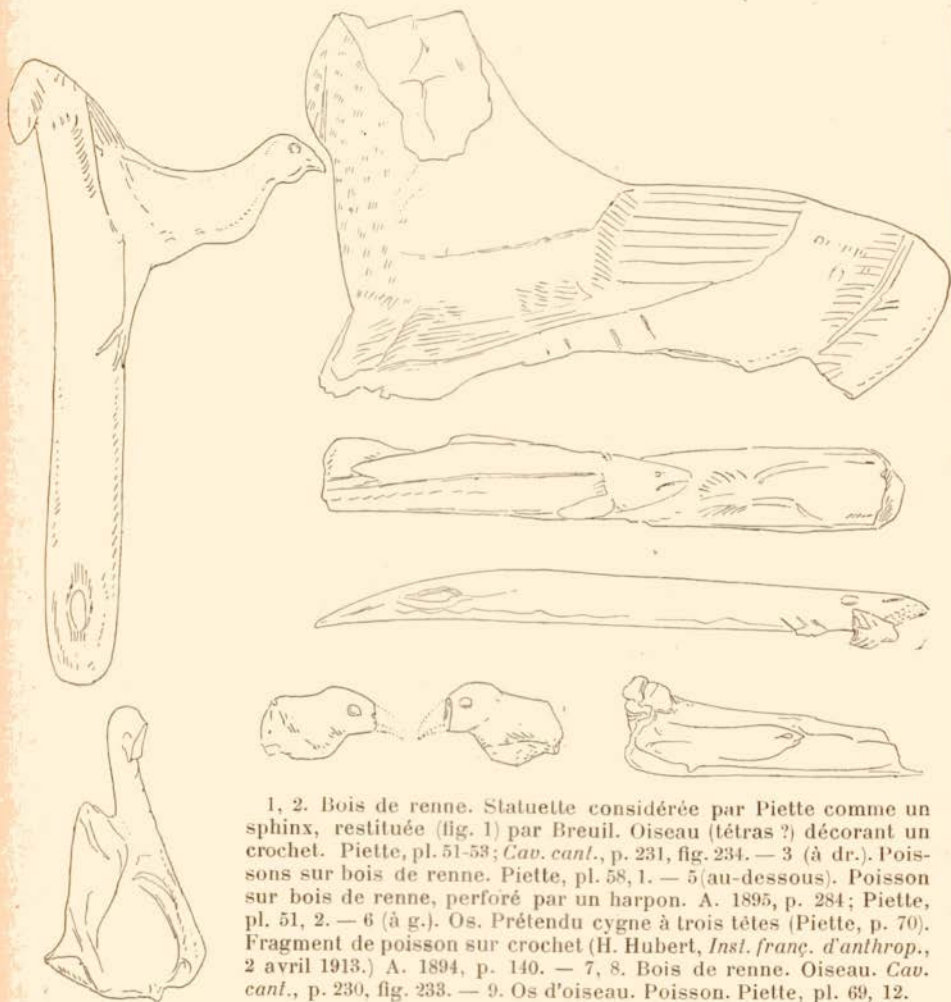 1, 2. Bois de renne. Statuette considérée par Piette comme un
sphinx, restituée (fig. 1) par Breuil. Oiseau (tétras ?) décorant un
crochet. Piette, pl. 51-53; Cav. cant., p. 231, fig. 234. — 3 (à dr.). Pois-
sons sur bois de renne. Piette, pl. 58, 1. — 5 (au-dessous). Poisson
sur bois de renne, perforé par un harpon. A. 1895, p. 284; Piette,
pl. 51, 2. — 6 (à g.). Os. Prétendu cygne à trois têtes (Piette, p. 70).
Fragment de poisson sur crochet (H. Hubert, Inst. franç. d'anthrop.,
2 avril 1913.) A. 1894, p. 140. — 7, 8. Bois de renne. Oiseau. Cav.
cant., p. 230, fig. 233. — 9. Os d'oiseau. Poisson. Piette, pl. 69, 12.